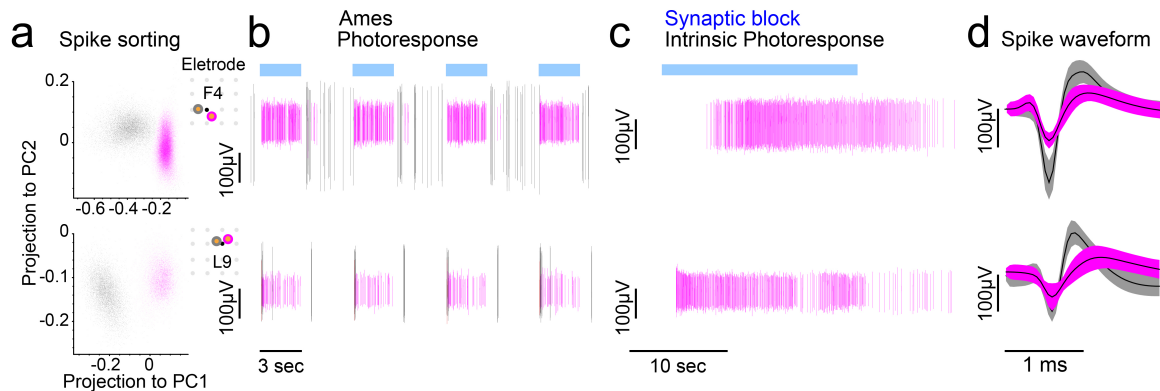 a
Spike sorting
Eletrode
F4
0.2
0
-0.6
-0.4
-0.2
Projection to PC2
0
-0.1
-0.2
L9
-0.2
0
Projection to PC1
b
Ames
Photoresponse
100µV
100µV
3 sec
c
Synaptic block
Intrinsic Photoresponse
100µV
100µV
10 sec
d
Spike waveform
100µV
100µV
1 ms